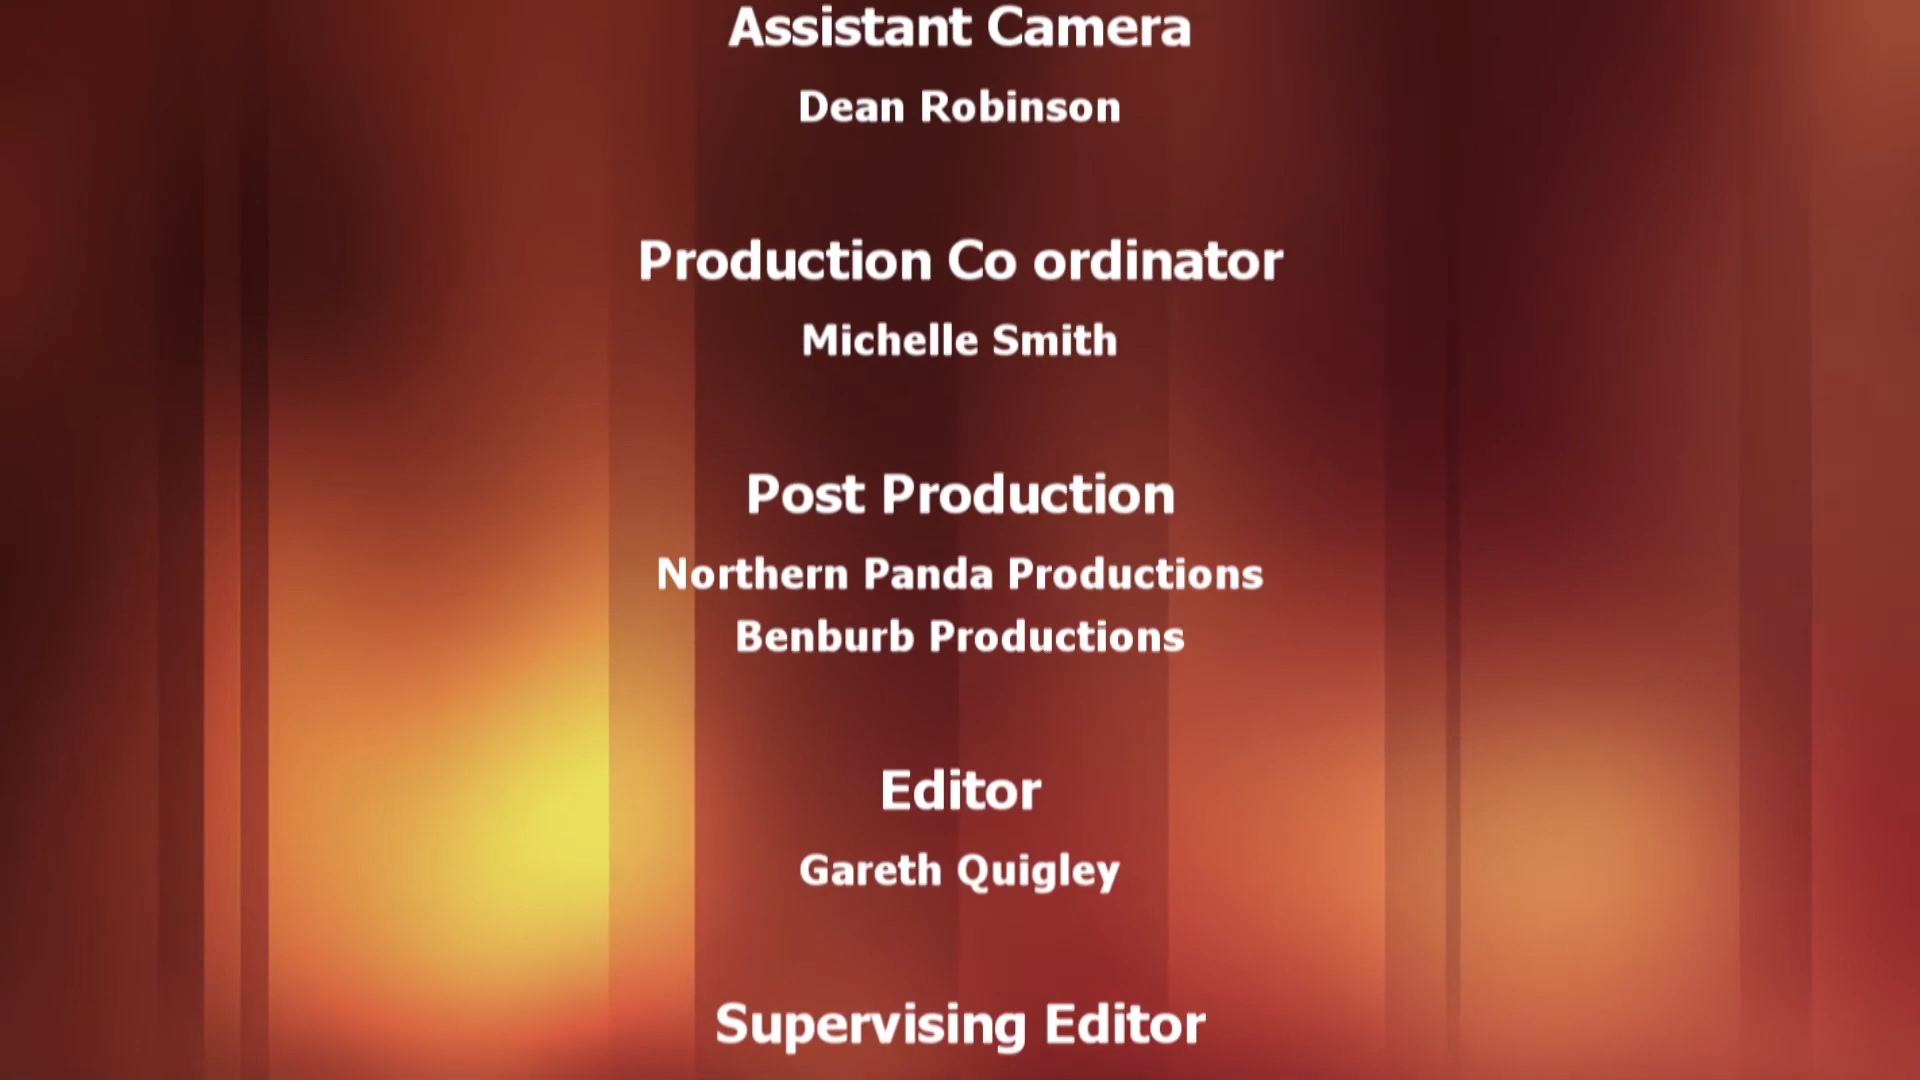 Assistant Camera
Dean Robinson
Production Co ordinator
Michelle Smith
Post Production
Northern Panda Productions
Benburb Productions
Editor
Gareth Quigley
Supervising Editor